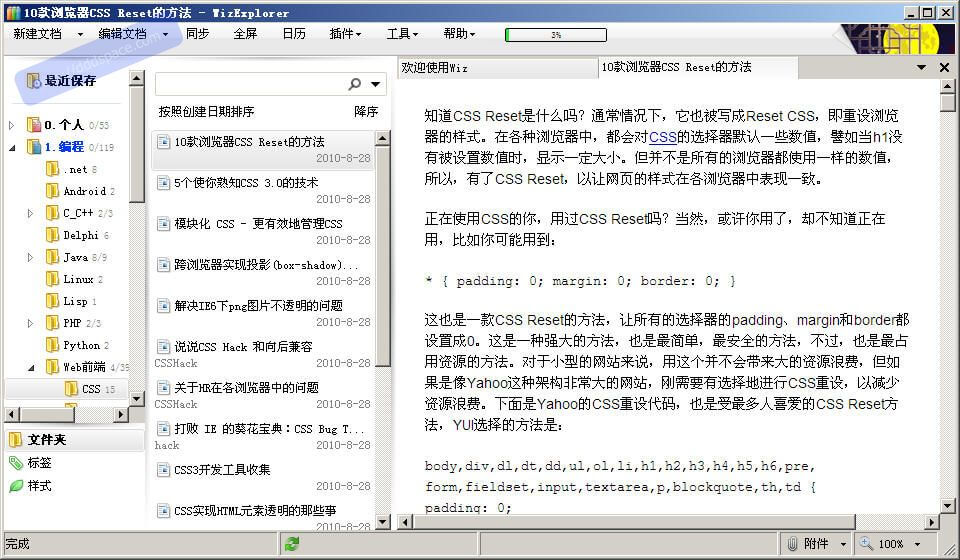 10款浏览器CSS Reset的方法 - WizExplorer
新建文档 编辑文档 同步 全屏 日历 插件 工具 帮助 3%
//dddspace.com/
最近保存
0. 个人 0/53
1. 编程 0/119
.net 8
Android 2
C_C++ 2/3
Delphi 6
Java 8/9
Linux 2
Lisp 1
PHP 2/3
Python 2
Web前端 4/39
CSS 15
文件夹
标签
样式
按照创建日期排序 降序
10款浏览器CSS Reset的方法
2010-8-28
5个使你熟知CSS 3.0的技术
2010-8-28
模块化 CSS - 更有效地管理CSS
2010-8-28
跨浏览器实现投影(box-shadow)...
2010-8-28
解决IE6下png图片不透明的问题
2010-8-28
说说CSS Hack 和向后兼容
CSSHack 2010-8-28
关于HR在各浏览器中的问题
CSSHack 2010-8-28
打败 IE 的葵花宝典：CSS Bug T...
hack 2010-8-28
CSS3开发工具收集
2010-8-28
CSS实现HTML元素透明的那些事
2010-8-28
欢迎使用Wiz 10款浏览器CSS Reset的方法
知道CSS Reset是什么吗？通常情况下，它也被写成Reset CSS，即重设浏览
器的样式。在各种浏览器中，都会对CSS的选择器默认一些数值，譬如当h1没
有被设置数值时，显示一定大小。但并不是所有的浏览器都使用一样的数值，
所以，有了CSS Reset，以让网页的样式在各浏览器中表现一致。
正在使用CSS的你，用过CSS Reset吗？当然，或许你用了，却不知道正在
用，比如你可能用到：
* { padding: 0; margin: 0; border: 0; }
这也是一款CSS Reset的方法，让所有的选择器的padding、margin和border都
设置成0。这是一种强大的方法，也是最简单，最安全的方法，不过，也是最占
用资源的方法。对于小型的网站来说，用这个并不会带来大的资源浪费，但如
果是像Yahoo这种架构非常大的网站，刚需要有选择地进行CSS重设，以减少
资源浪费。下面是Yahoo的CSS重设代码，也是受最多人喜爱的CSS Reset方
法，YUI选择的方法是：
body,div,dl,dt,dd,ul,ol,li,h1,h2,h3,h4,h5,h6,pre,
form,fieldset,input,textarea,p,blockquote,th,td {
padding: 0;
完成 附件 100%